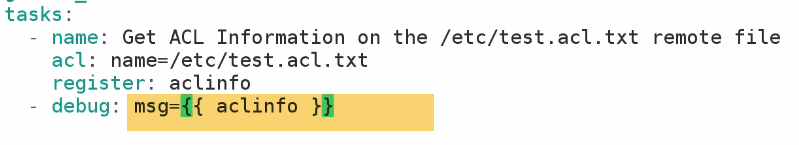 tasks:
  - name: Get ACL Information on the /etc/test.acl.txt remote file
    acl: name=/etc/test.acl.txt
    register: aclinfo
  - debug: msg={{ aclinfo }}